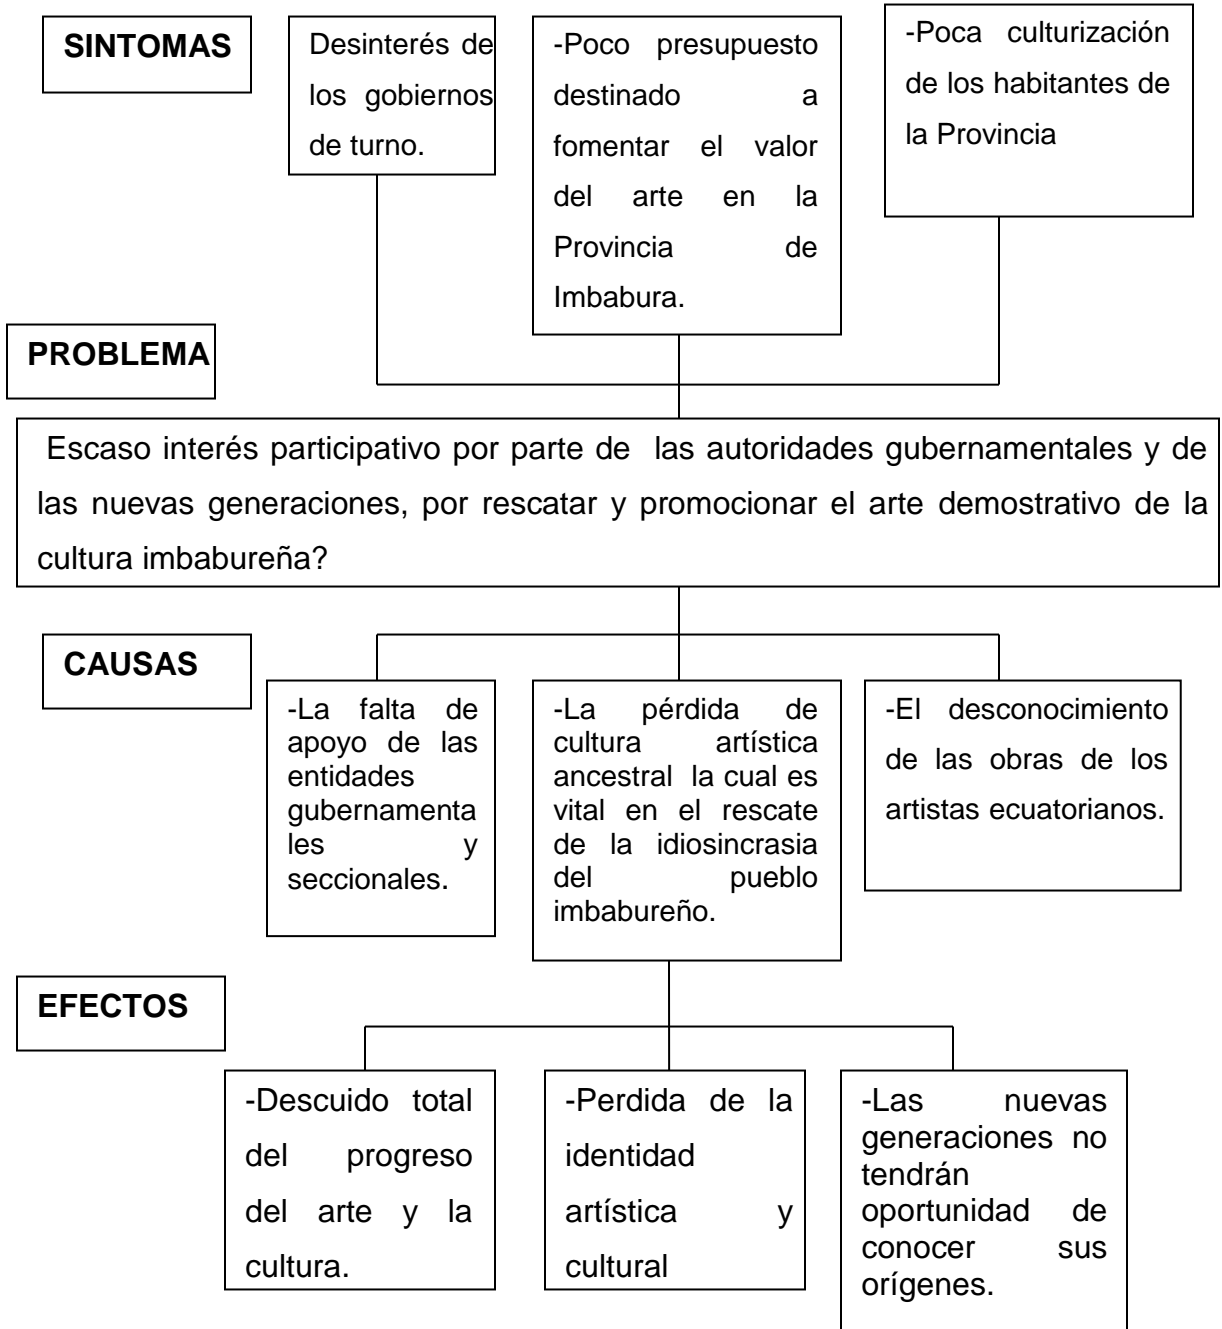 SINTOMAS
Desinterés de
los gobiernos
de turno.
-Poco presupuesto
destinado a
fomentar el valor
del arte en la
Provincia de
Imbabura.
-Poca culturización
de los habitantes de
la Provincia
PROBLEMA
Escaso interés participativo por parte de las autoridades gubernamentales y de
las nuevas generaciones, por rescatar y promocionar el arte demostrativo de la
cultura imbabureña?
CAUSAS
-La falta de
apoyo de las
entidades
gubernamenta
les y
seccionales.
-La pérdida de
cultura artística
ancestral la cual es
vital en el rescate
de la idiosincrasia
del pueblo
imbabureño.
-El desconocimiento
de las obras de los
artistas ecuatorianos.
EFECTOS
-Descuido total
del progreso
del arte y la
cultura.
-Perdida de la
identidad
artística y
cultural
-Las nuevas
generaciones no
tendrán
oportunidad de
conocer sus
orígenes.